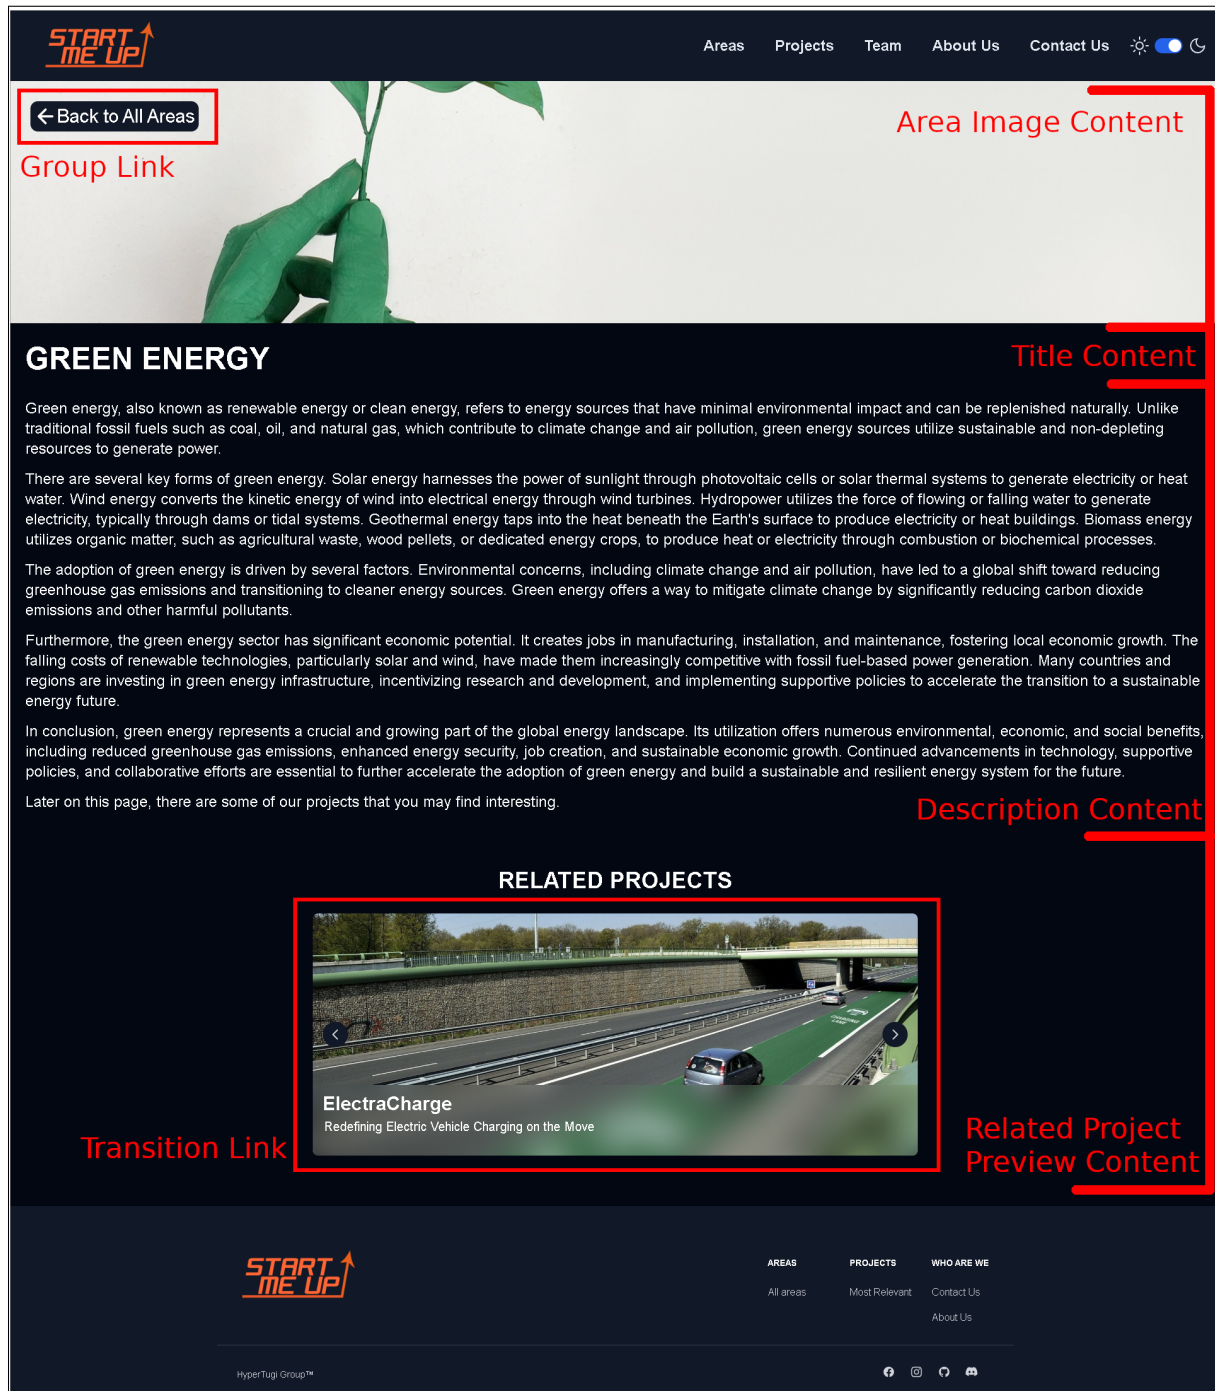 START
ME UP
Areas Projects Team About Us Contact Us
Back to All Areas
Area Image Content
Group Link
GREEN ENERGY
Title Content
Green energy, also known as renewable energy or clean energy, refers to energy sources that have minimal environmental impact and can be replenished naturally. Unlike
traditional fossil fuels such as coal, oil, and natural gas, which contribute to climate change and air pollution, green energy sources utilize sustainable and non-depleting
resources to generate power.
There are several key forms of green energy. Solar energy harnesses the power of sunlight through photovoltaic cells or solar thermal systems to generate electricity or heat
water. Wind energy converts the kinetic energy of wind into electrical energy through wind turbines. Hydropower utilizes the force of flowing or falling water to generate
electricity, typically through dams or tidal systems. Geothermal energy taps into the heat beneath the Earth's surface to produce electricity or heat buildings. Biomass energy
utilizes organic matter, such as agricultural waste, wood pellets, or dedicated energy crops, to produce heat or electricity through combustion or biochemical processes.
The adoption of green energy is driven by several factors. Environmental concerns, including climate change and air pollution, have led to a global shift toward reducing
greenhouse gas emissions and transitioning to cleaner energy sources. Green energy offers a way to mitigate climate change by significantly reducing carbon dioxide
emissions and other harmful pollutants.
Furthermore, the green energy sector has significant economic potential. It creates jobs in manufacturing, installation, and maintenance, fostering local economic growth. The
falling costs of renewable technologies, particularly solar and wind, have made them increasingly competitive with fossil fuel-based power generation. Many countries and
regions are investing in green energy infrastructure, incentivizing research and development, and implementing supportive policies to accelerate the transition to a sustainable
energy future.
In conclusion, green energy represents a crucial and growing part of the global energy landscape. Its utilization offers numerous environmental, economic, and social benefits,
including reduced greenhouse gas emissions, enhanced energy security, job creation, and sustainable economic growth. Continued advancements in technology, supportive
policies, and collaborative efforts are essential to further accelerate the adoption of green energy and build a sustainable and resilient energy system for the future.
Later on this page, there are some of our projects that you may find interesting.
Description Content
RELATED PROJECTS
CHARGING
LANE
ElectraCharge
Redefining Electric Vehicle Charging on the Move
Transition Link
Related Project
Preview Content
START
ME UP
AREAS PROJECTS WHO ARE WE
All areas Most Relevant Contact Us
About Us
HyperTugi Group™